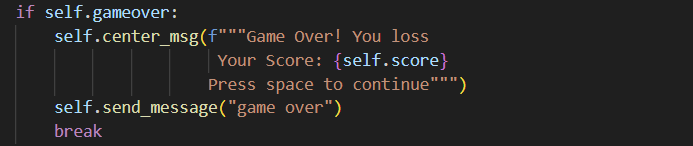 if self.gameover:
    self.center_msg(f"""Game Over! You loss
                     Your Score: {self.score}
                    Press space to continue""")
    self.send_message("game over")
    break